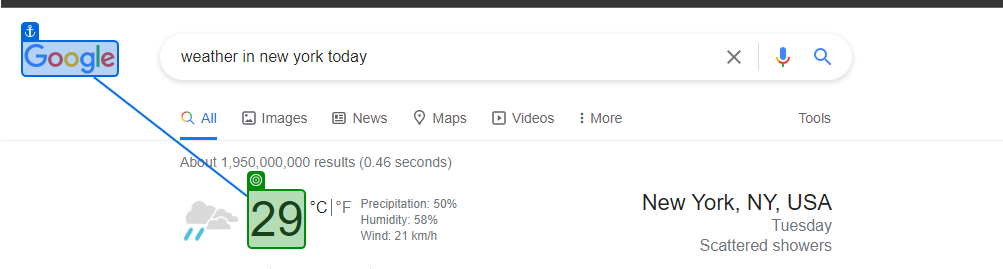 Google
weather in new york today
All Images News Maps Videos More Tools
About 1,950,000,000 results (0.46 seconds)
29 °C | °F
Precipitation: 50%
Humidity: 58%
Wind: 21 km/h
New York, NY, USA
Tuesday
Scattered showers